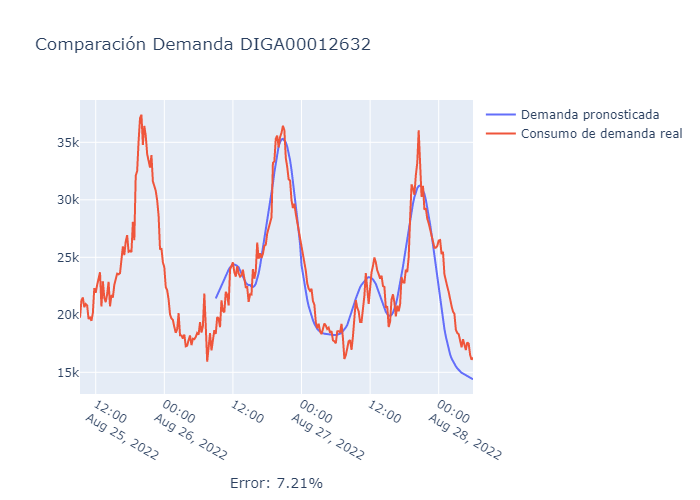 Comparación Demanda DIGA00012632
Demanda pronosticada
Consumo de demanda real
35k
30k
25k
20k
15k
12:00
Aug 25, 2022
00:00
Aug 26, 2022
12:00
00:00
Aug 27, 2022
12:00
00:00
Aug 28, 2022
Error: 7.21%